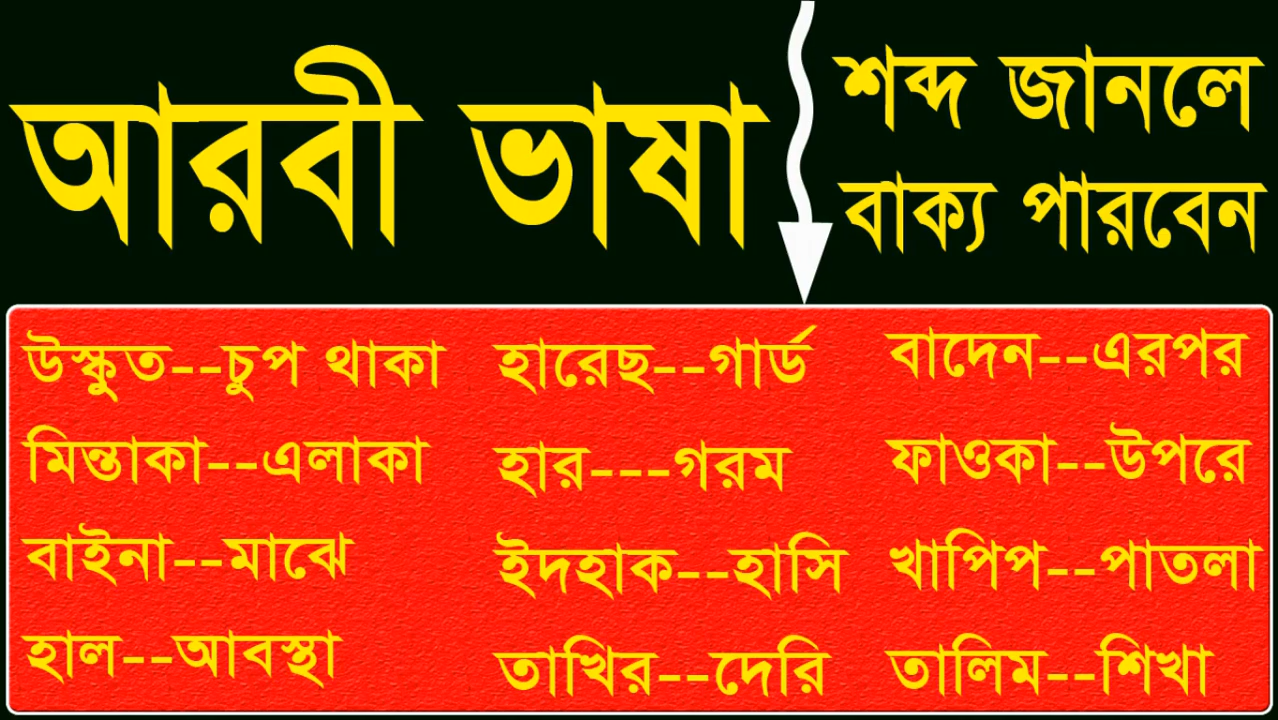 আরবী ভাষা
শব্দ জানলে
বাক্য পারবেন
উস্কুত--চুপ থাকা
মিন্তাকা--এলাকা
বাইনা--মাঝে
হাল--আবস্থা
হারেছ--গার্ড
হার---গরম
ইদহাক--হাসি
তাখির--দেরি
বাদেন--এরপর
ফাওকা--উপরে
খাপিপ--পাতলা
তালিম--শিখা